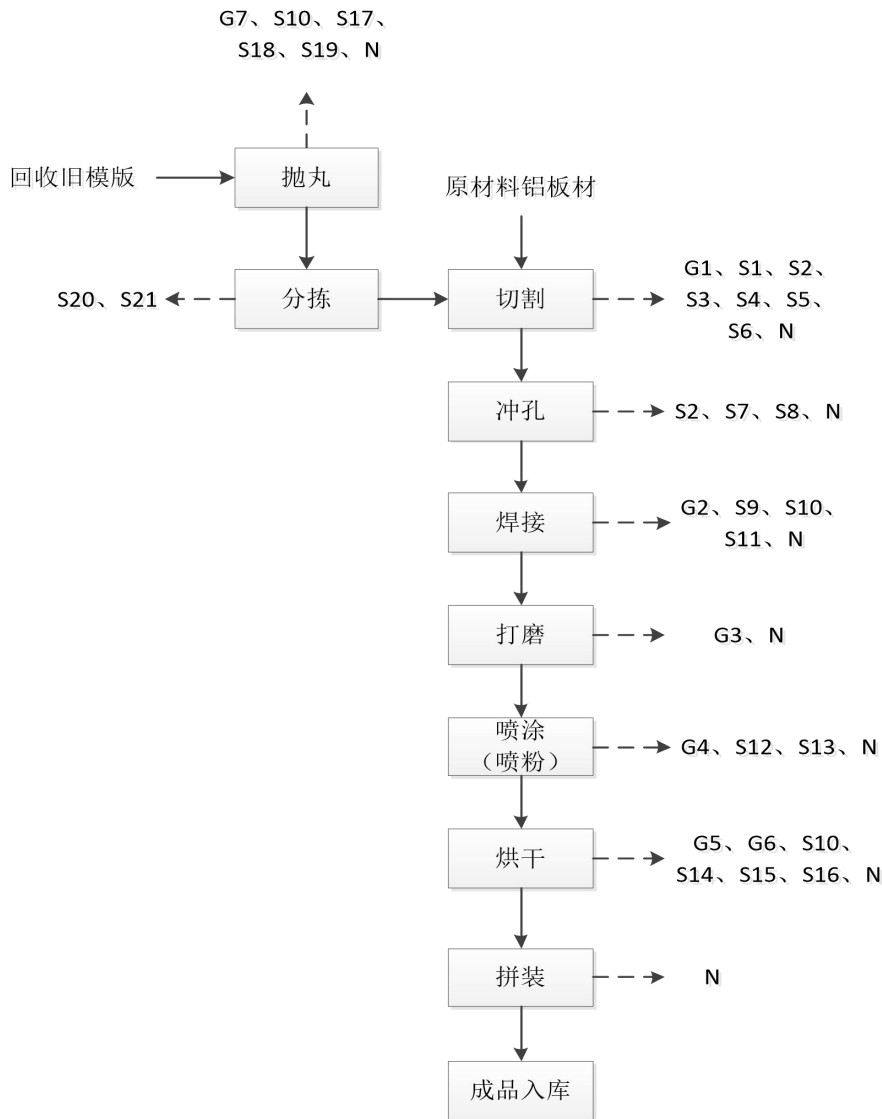 G7、S10、S17、
S18、S19、N
回收旧模版
抛丸
原材料铝板材
S20、S21
分拣
切割
G1、S1、S2、
S3、S4、S5、
S6、N
冲孔
S2、S7、S8、N
焊接
G2、S9、S10、
S11、N
打磨
G3、N
喷涂
（喷粉）
G4、S12、S13、N
烘干
G5、G6、S10、
S14、S15、S16、N
拼装
N
成品入库